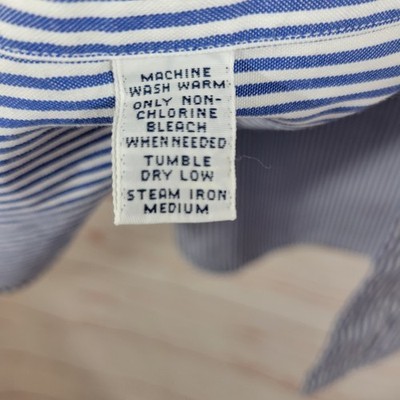 MACHINE
WASH WARM
ONLY NON-
CHLORINE
BLEACH
WHEN NEEDED
TUMBLE
DRY LOW
STEAM IRON
MEDIUM